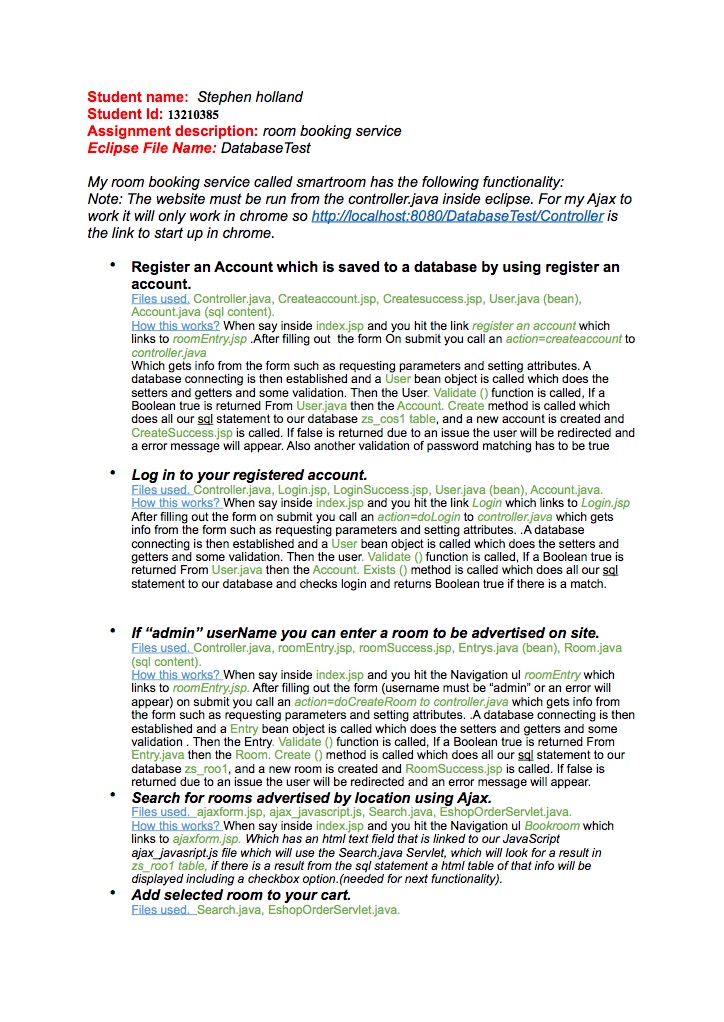 Student name: Stephen holland
Student Id: 13210385
Assignment description: room booking service
Eclipse File Name: DatabaseTest
My room booking service called smartroom has the following functionality:
Note: The website must be run from the controller.java inside eclipse. For my Ajax to
work it will only work in chrome so http://localhost:8080/DatabaseTest/Controller is
the link to start up in chrome.
• Register an Account which is saved to a database by using register an
account.
Files used. Controller.java, Createaccount.jsp, Createsuccess.jsp, User.java (bean),
Account.java (sql content).
How this works? When say inside index.jsp and you hit the link register an account which
links to roomEntry.jsp .After filling out  the form On submit you call an action=createaccount to
controller.java
Which gets info from the form such as requesting parameters and setting attributes. A
database connecting is then established and a User bean object is called which does the
setters and getters and some validation. Then the User. Validate () function is called, If a
Boolean true is returned From User.java then the Account. Create method is called which
does all our sql statement to our database zs_cos1 table, and a new account is created and
CreateSuccess.jsp is called. If false is returned due to an issue the user will be redirected and
a error message will appear. Also another validation of password matching has to be true
• Log in to your registered account.
Files used. Controller.java, Login.jsp, LoginSuccess.jsp, User.java (bean), Account.java.
How this works? When say inside index.jsp and you hit the link Login which links to Login.jsp
After filling out the form on submit you call an action=doLogin to controller.java which gets
info from the form such as requesting parameters and setting attributes. .A database
connecting is then established and a User bean object is called which does the setters and
getters and some validation. Then the user. Validate () function is called, If a Boolean true is
returned From User.java then the Account. Exists () method is called which does all our sql
statement to our database and checks login and returns Boolean true if there is a match.
• If “admin” userName you can enter a room to be advertised on site.
Files used. Controller.java, roomEntry.jsp, roomSuccess.jsp, Entrys.java (bean), Room.java
(sql content).
How this works? When say inside index.jsp and you hit the Navigation ul roomEntry which
links to roomEntry.jsp. After filling out the form (username must be “admin” or an error will
appear) on submit you call an action=doCreateRoom to controller.java which gets info from
the form such as requesting parameters and setting attributes. .A database connecting is then
established and a Entry bean object is called which does the setters and getters and some
validation . Then the Entry. Validate () function is called, If a Boolean true is returned From
Entry.java then the Room. Create () method is called which does all our sql statement to our
database zs_roo1, and a new room is created and RoomSuccess.jsp is called. If false is
returned due to an issue the user will be redirected and an error message will appear.
• Search for rooms advertised by location using Ajax.
Files used.  ajaxform.jsp, ajax_javascript.js, Search.java, EshopOrderServlet.java.
How this works? When say inside index.jsp and you hit the Navigation ul Bookroom which
links to ajaxform.jsp. Which has an html text field that is linked to our JavaScript
ajax_javasript.js file which will use the Search.java Servlet, which will look for a result in
zs_roo1 table, if there is a result from the sql statement a html table of that info will be
displayed including a checkbox option.(needed for next functionality).
• Add selected room to your cart.
Files used.  Search.java, EshopOrderServlet.java.